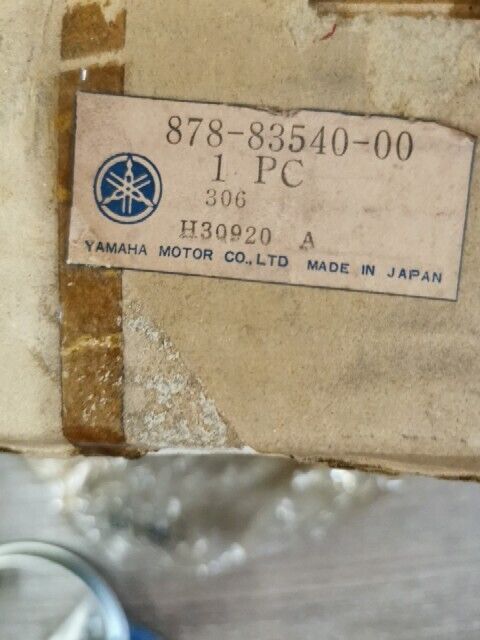 878-83540-00
1 PC
306
H30920 A
YAMAHA MOTOR CO.,LTD MADE IN JAPAN